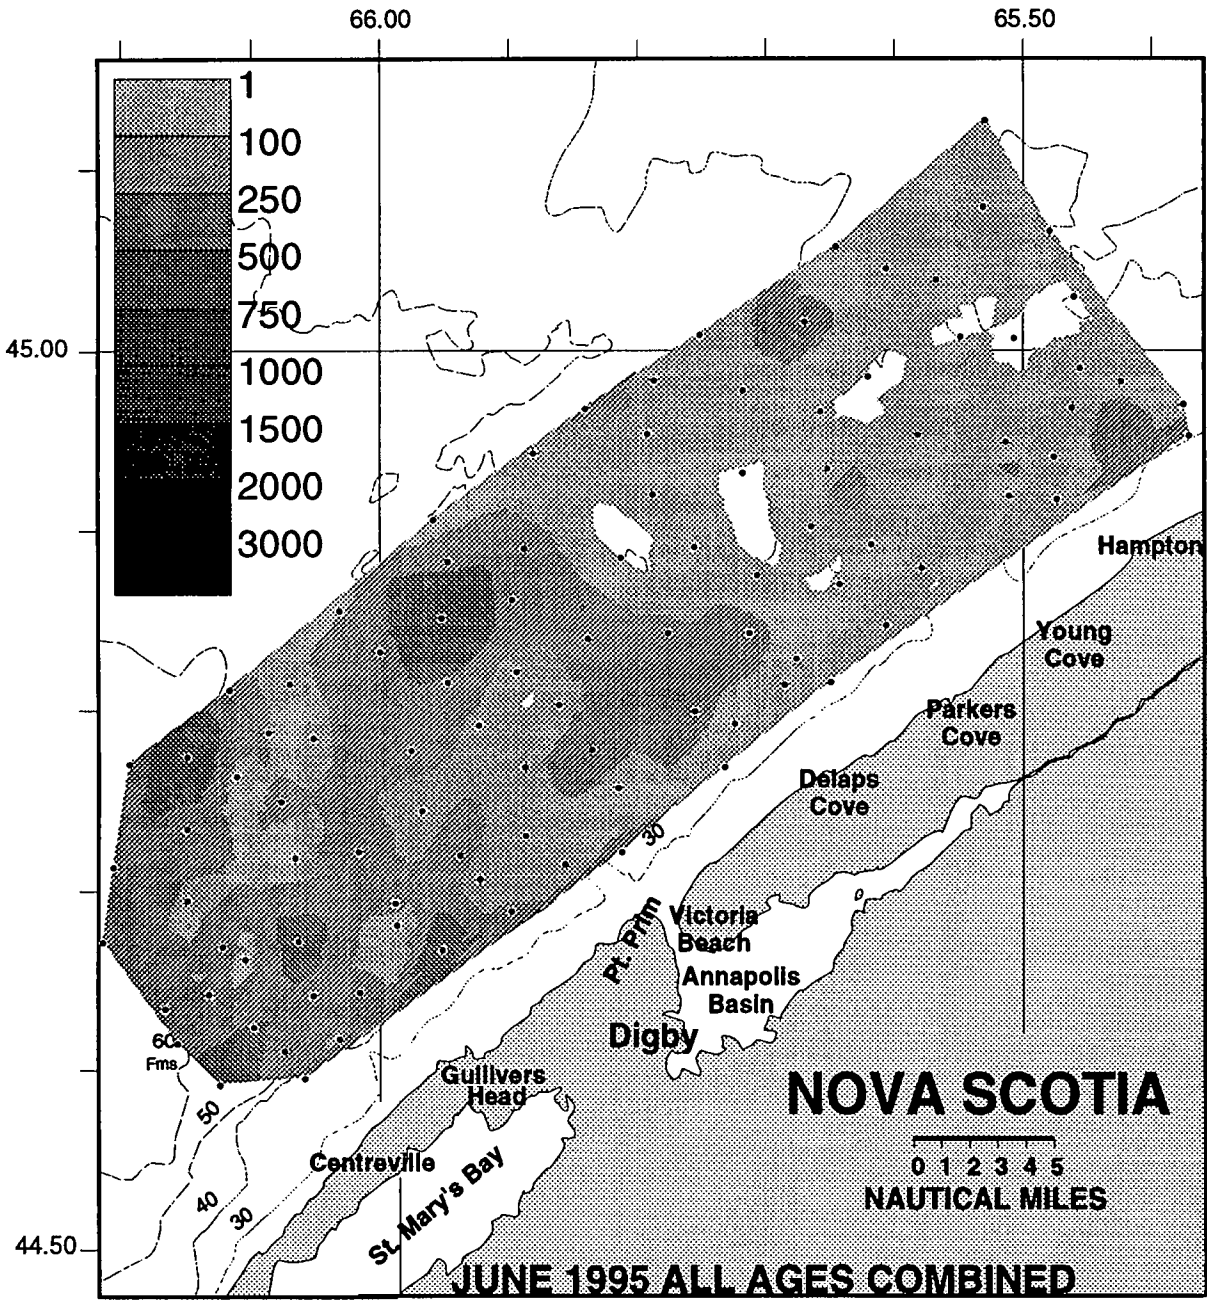 66.00
65.50
1
100
250
500
750
1000
1500
2000
3000
45.00
Hampton
Young
Cove
Parkers
Cove
Delaps
Cove
30
Pt. Prim
Victoria
Beach
Annapolis
Basin
Digby
60
Fms
Gullivers
Head
50
NOVA SCOTIA
0 1 2 3 4 5
NAUTICAL MILES
Centreville
St. Mary's Bay
40
30
44.50
JUNE 1995 ALL AGES COMBINED